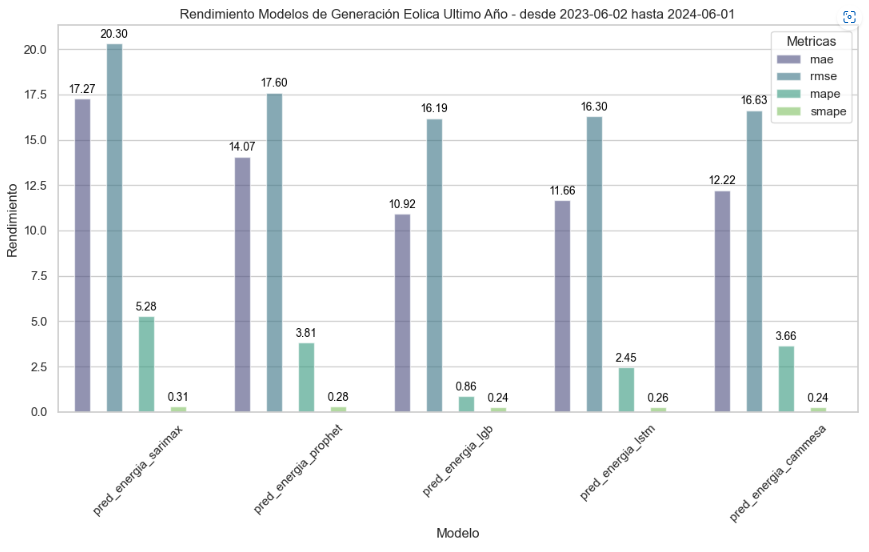 Rendimiento Modelos de Generación Eolica Ultimo Año - desde 2023-06-02 hasta 2024-06-01
Metricas
mae
rmse
mape
smape
Rendimiento
20.0
17.5
15.0
12.5
10.0
7.5
5.0
2.5
0.0
17.27
20.30
5.28
0.31
14.07
17.60
3.81
0.28
10.92
16.19
0.86
0.24
11.66
16.30
2.45
0.26
12.22
16.63
3.66
0.24
pred_energia_sarimax
pred_energia_prophet
pred_energia_lgb
pred_energia_lstm
pred_energia_cammesa
Modelo